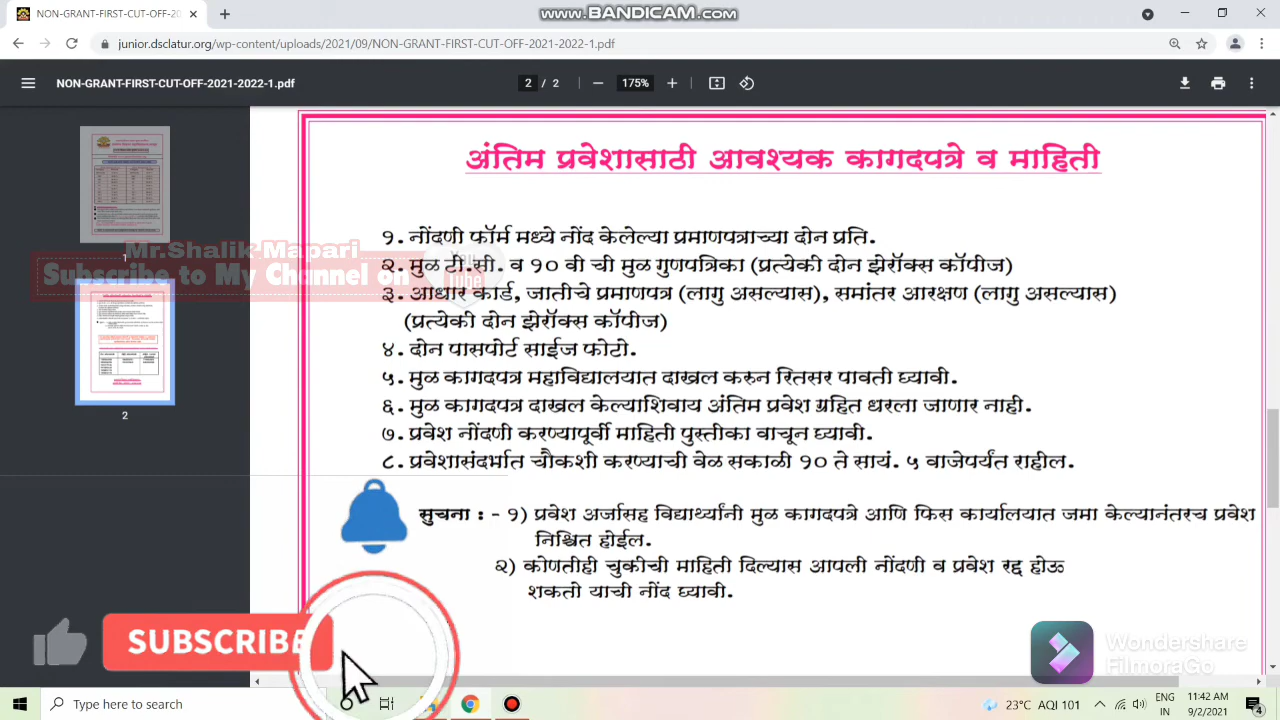 www.BANDICAM.com
NON-GRANT-FIRST-CUT-OFF-20
junior.dsclatur.org/wp-content/uploads/2021/09/NON-GRANT-FIRST-CUT-OFF-2021-2022-1.pdf
NON-GRANT-FIRST-CUT-OFF-2021-2022-1.pdf
2 / 2
175%
अंतिम प्रवेशासाठी आवश्यक कागदपत्रे व माहिती
१. नोंदणी फॉर्म मध्ये नोंद केलेल्या प्रमाणपत्राच्या दोन प्रति.
Mr.Shalik Mapari
1
२. मुळ टी.सी. व १० वी ची मुळ गुणपत्रिका (प्रत्येकी दोन झेरॉक्स कॉपीज)
Subscribe to My Channel on
You
Tube
३. आधार कार्ड, जातीचे प्रमाणपत्र (लागु असल्यास), समांतर आरक्षण (लागु असल्यास)
(प्रत्येकी दोन झेरॉक्स कॉपीज)
४. दोन पासपोर्ट साईज फोटो.
५. मुळ कागदपत्र महाविद्यालयात दाखल करुन रितसर पावती घ्यावी.
६. मुळ कागदपत्र दाखल केल्याशिवाय अंतिम प्रवेश ग्रहित धरला जाणार नाही.
2
७. प्रवेश नोंदणी करण्यापूर्वी माहिती पुस्तीका वाचून घ्यावी.
८. प्रवेशासंदर्भात चौकशी करण्याची वेळ सकाळी १० ते सायं. ५ वाजेपर्यंत राहील.
सुचना : - १) प्रवेश अर्जासह विद्यार्थ्यांनी मुळ कागदपत्रे आणि फिस कार्यालयात जमा केल्यानंतरच प्रवेश
निश्चित होईल.
२) कोणतीही चुकीची माहिती दिल्यास आपली नोंदणी व प्रवेश रद्द होऊ
शकतो याची नोंद घ्यावी.
SUBSCRIBE
Wondershare
FilmoraGo
Type here to search
23°C AQI 101
ENG
IN
11:42 AM
9/2/2021
4